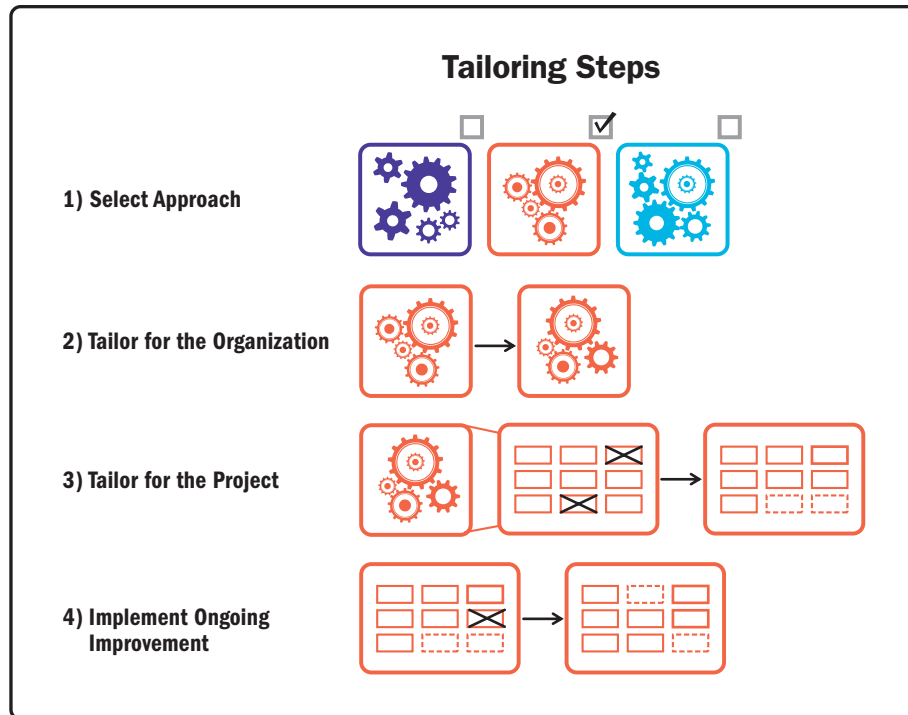 Tailoring Steps
1) Select Approach
2) Tailor for the Organization
3) Tailor for the Project
4) Implement Ongoing
Improvement